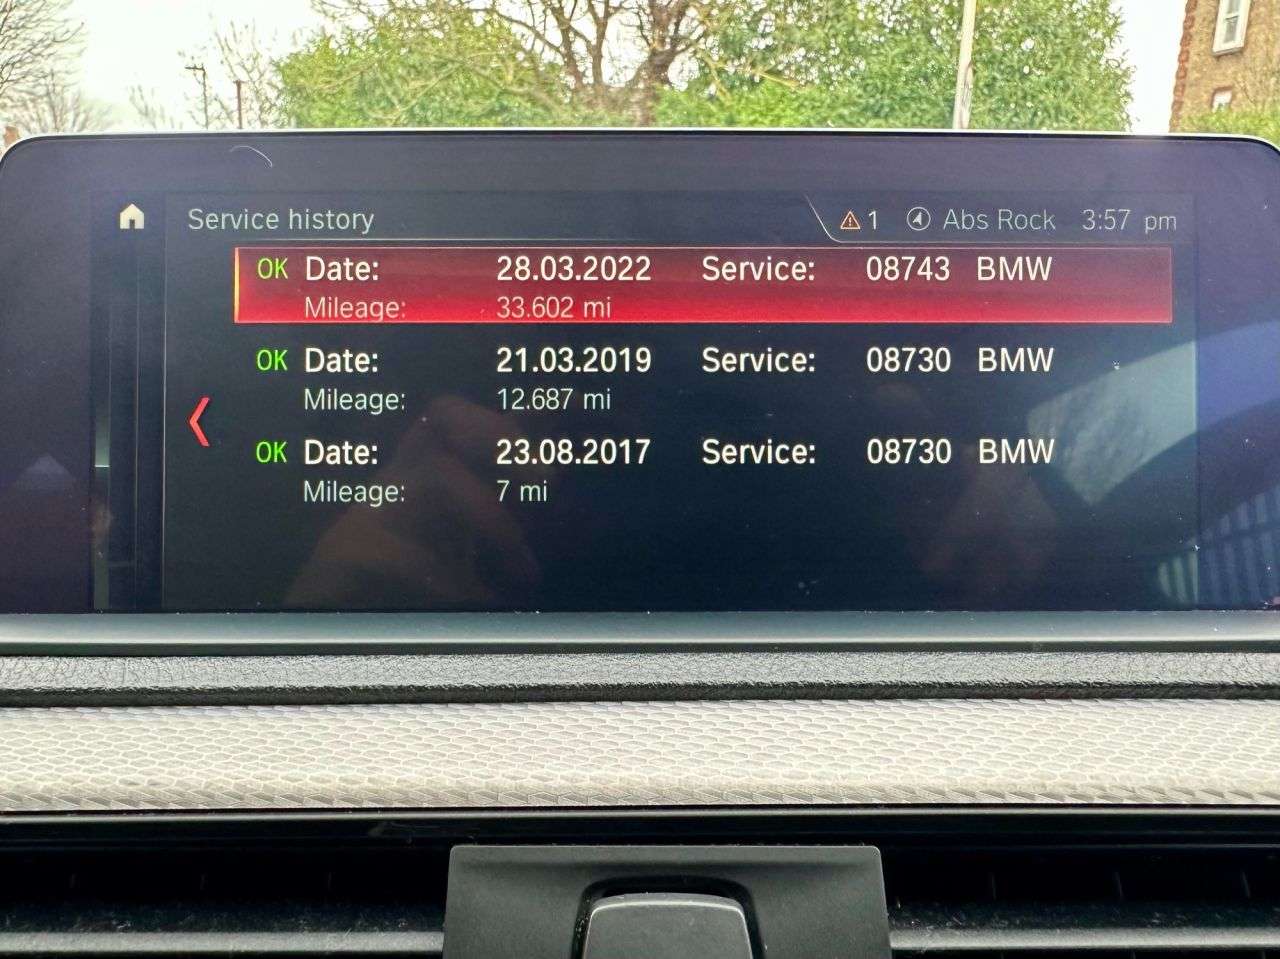 Service history 1 Abs Rock 3:57 pm
OK Date: 28.03.2022 Service: 08743 BMW
Mileage: 33.602 mi
OK Date: 21.03.2019 Service: 08730 BMW
Mileage: 12.687 mi
OK Date: 23.08.2017 Service: 08730 BMW
Mileage: 7 mi